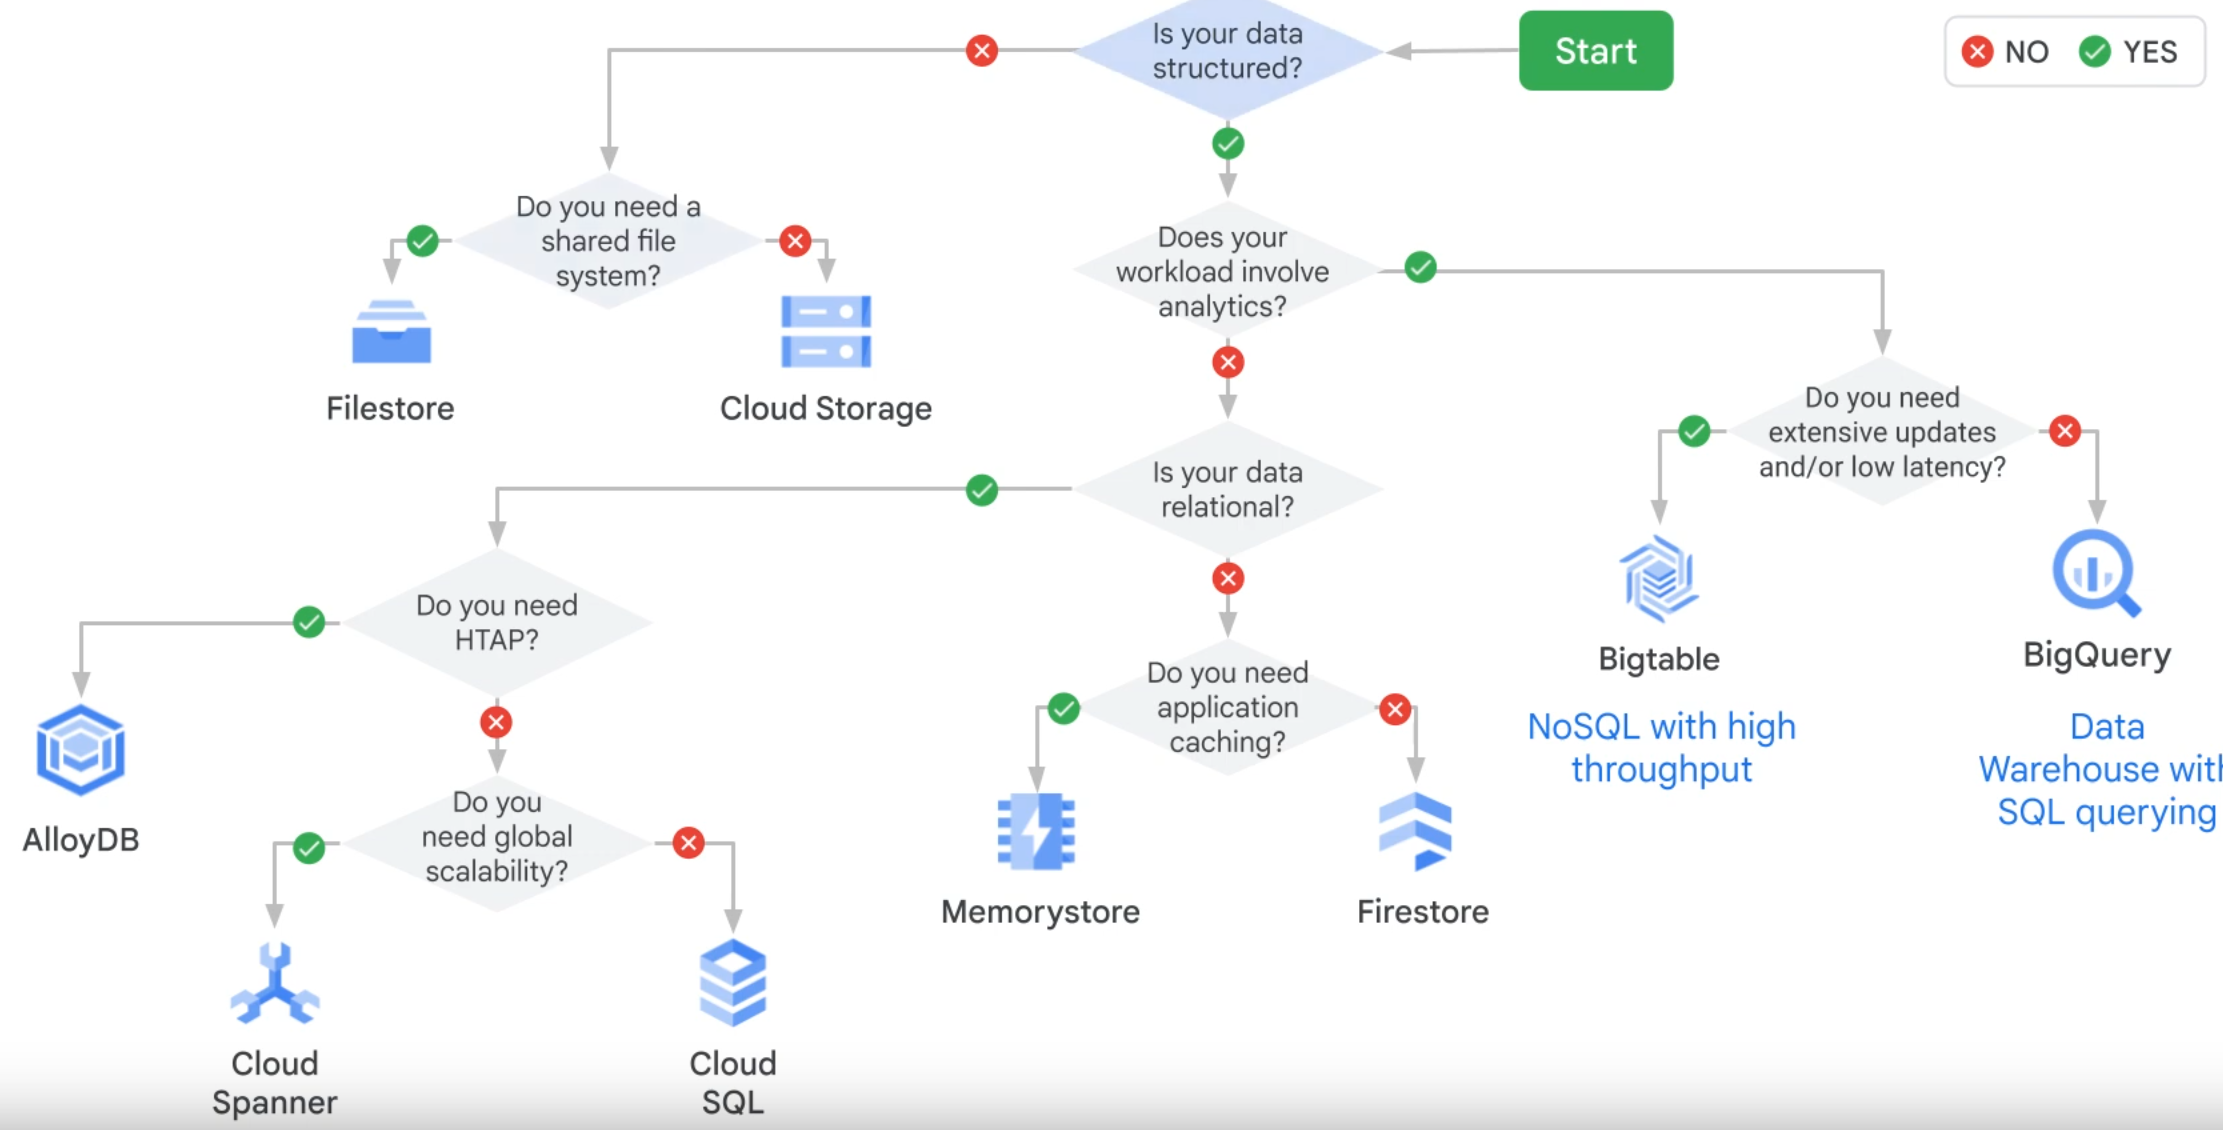 Is your data
structured?
Start
NO
YES
Do you need a
shared file
system?
Does your
workload involve
analytics?
Filestore
Cloud Storage
Do you need
extensive updates
and/or low latency?
Is your data
relational?
Do you need
HTAP?
Bigtable
BigQuery
Do you need
application
caching?
NoSQL with high
throughput
Data
Warehouse with
SQL querying
AlloyDB
Do you
need global
scalability?
Memorystore
Firestore
Cloud
Spanner
Cloud
SQL